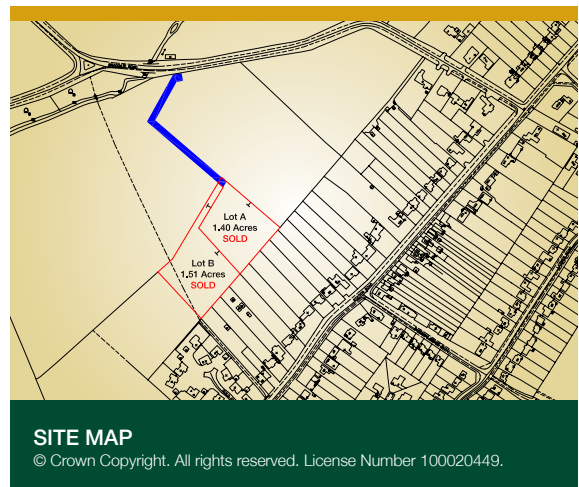 Lot A
1.40 Acres
SOLD
Lot B
1.51 Acres
SOLD
SITE MAP
© Crown Copyright. All rights reserved. License Number 100020449.